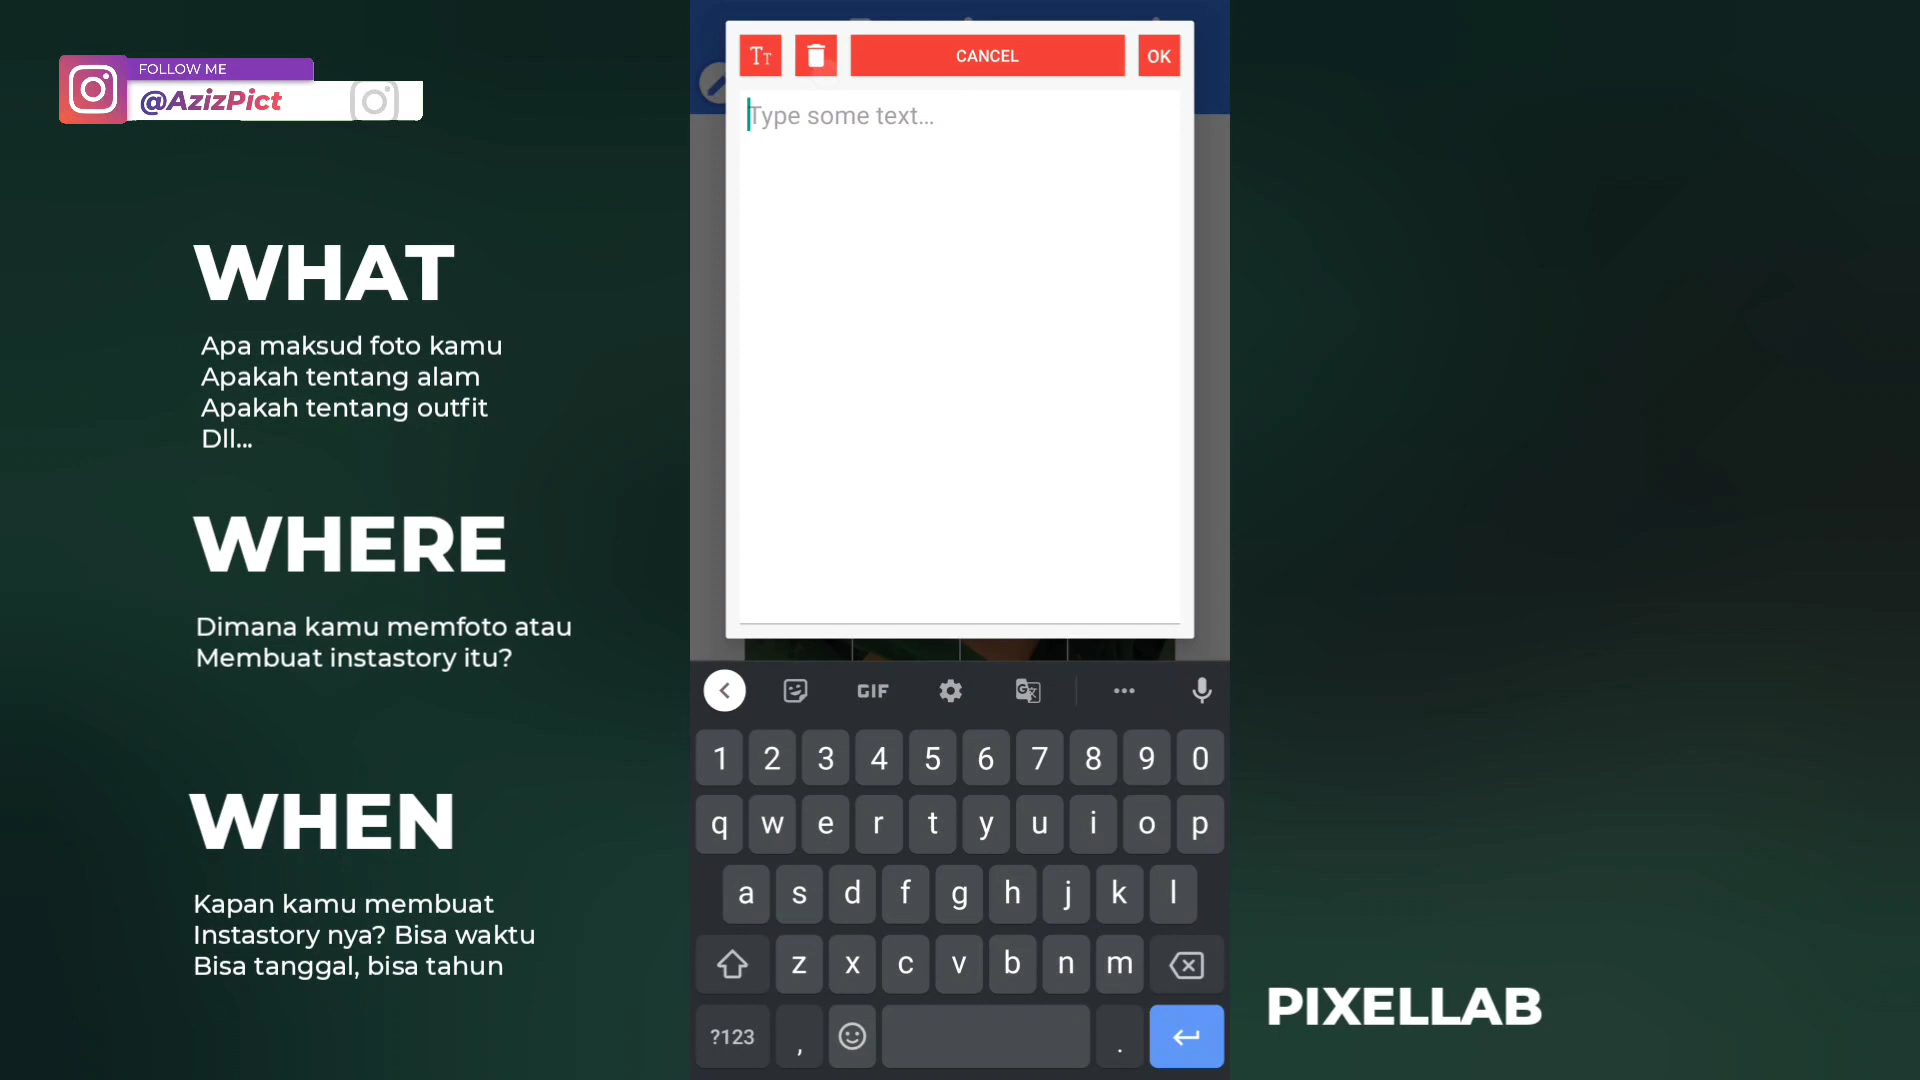 FOLLOW ME
@AzizPict
WHAT
Apa maksud foto kamu
Apakah tentang alam
Apakah tentang outfit
Dll...
WHERE
Dimana kamu memfoto atau
Membuat instastory itu?
WHEN
Kapan kamu membuat
Instastory nya? Bisa waktu
Bisa tanggal, bisa tahun
TT
CANCEL
OK
Type some text...
GIF
1 2 3 4 5 6 7 8 9 0
q w e r t y u i o p
a s d f g h j k l
z x c v b n m
?123 , .
PIXELLAB